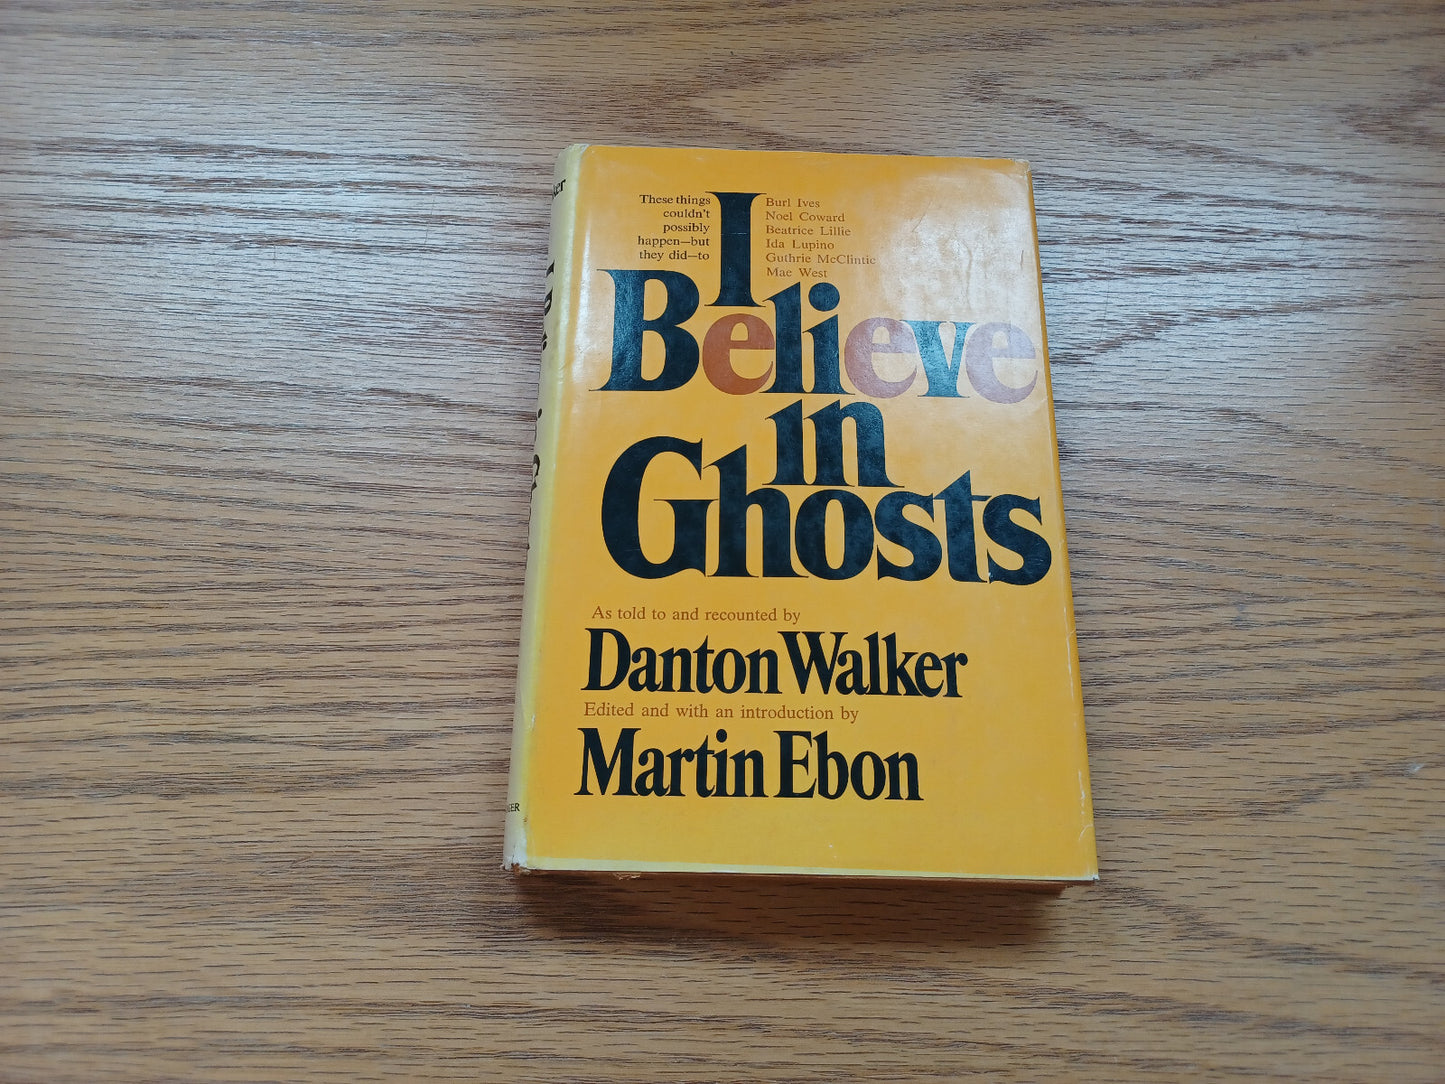 These things
couldn't
possibly
happen—but
they did—to
Burl Ives
Noel Coward
Beatrice Lillie
Ida Lupino
Guthrie McClintic
Mae West
I
Believe
in
Ghosts
As told to and recounted by
Danton Walker
Edited and with an introduction by
Martin Ebon